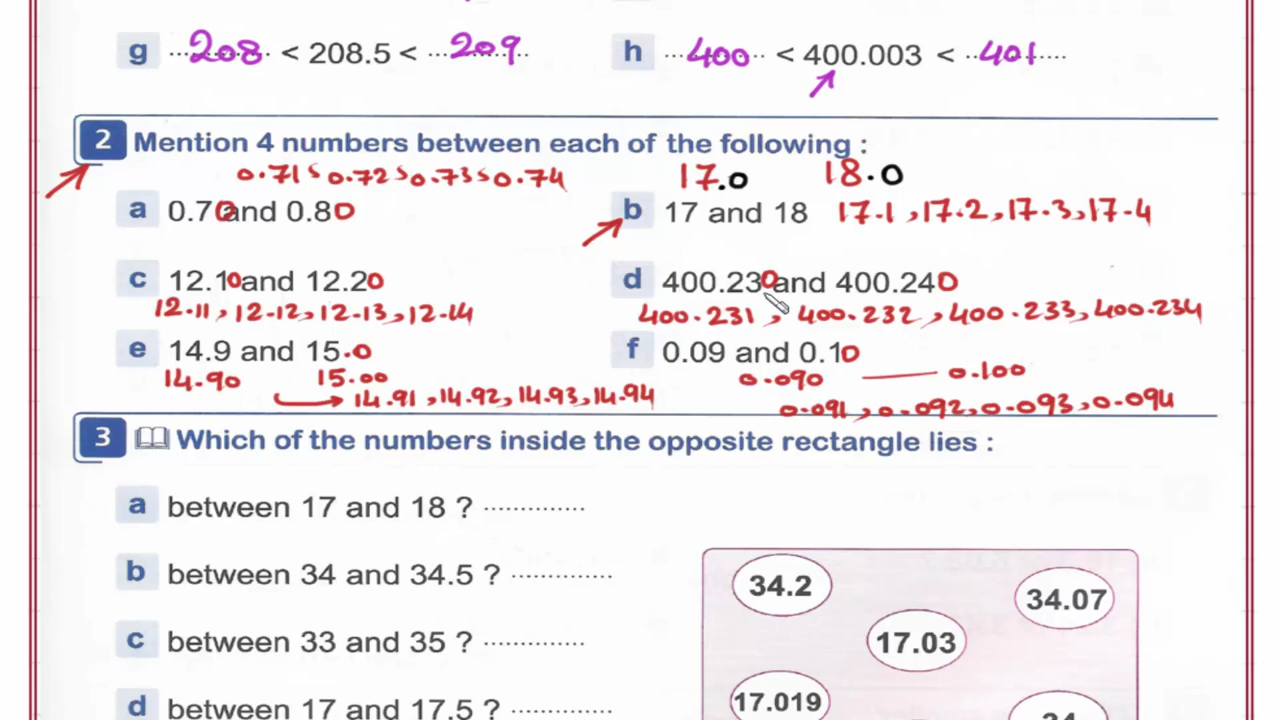 g 208 < 208.5 < 209
h 400 < 400.003 < 401
2 Mention 4 numbers between each of the following :
0.71 , 0.72 , 0.73 , 0.74
a 0.70 and 0.80
17.0 18.0
b 17 and 18 17.1 , 17.2 , 17.3 , 17.4
c 12.10 and 12.20
12.11 , 12.12 , 12.13 , 12.14
d 400.230 and 400.240
400.231 , 400.232 , 400.233 , 400.234
e 14.9 and 15.0
14.90 15.00
14.91 , 14.92 , 14.93 , 14.94
f 0.09 and 0.10
0.090 0.100
0.091 , 0.092 , 0.093 , 0.094
3 Which of the numbers inside the opposite rectangle lies :
a between 17 and 18 ?
b between 34 and 34.5 ?
c between 33 and 35 ?
d between 17 and 17.5 ?
34.2
34.07
17.03
17.019